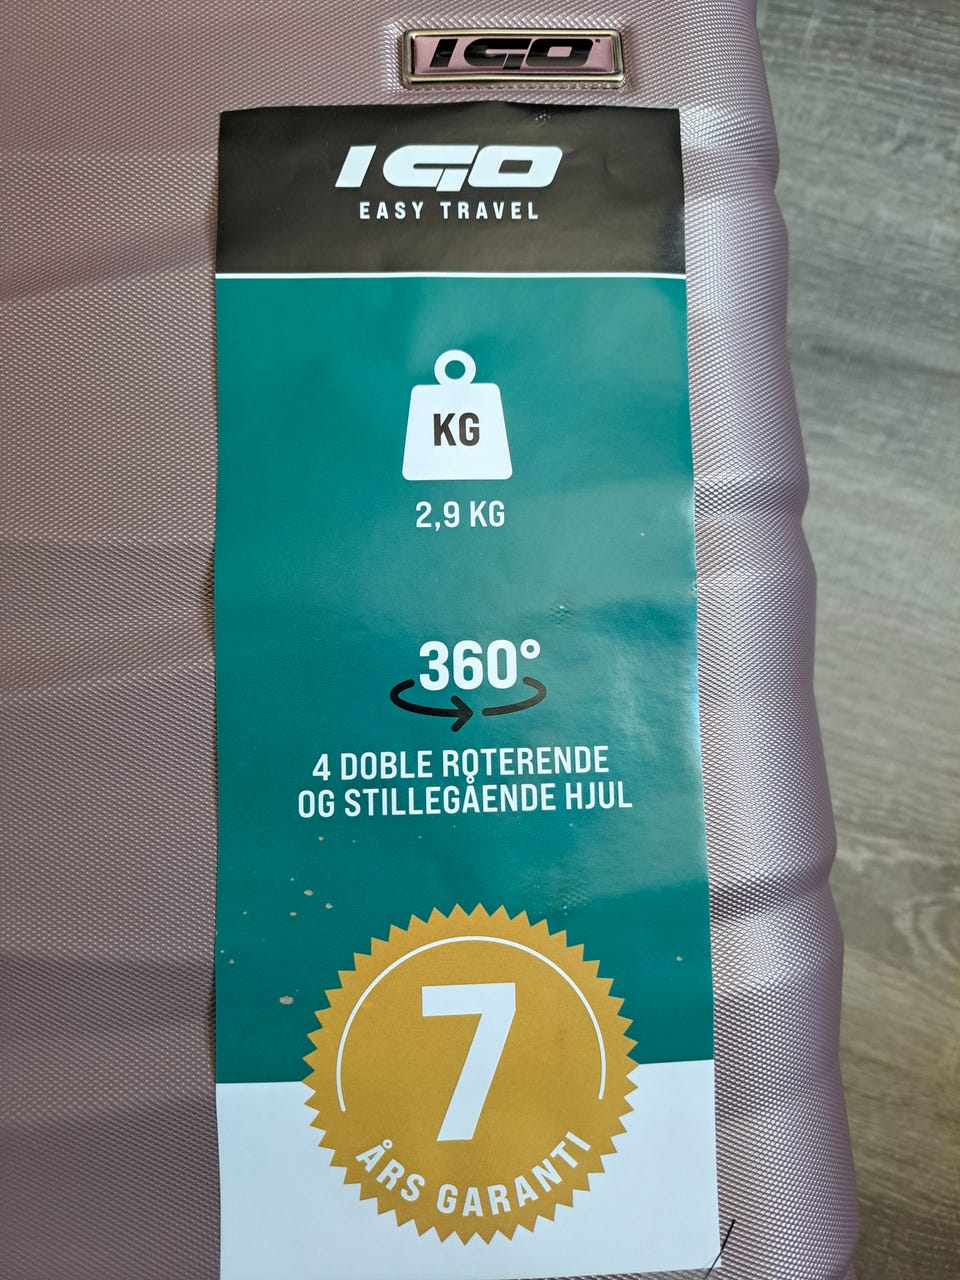 IGO
IGO
EASY TRAVEL
KG
2,9 KG
360°
4 DOBLE ROTERENDE
OG STILLEGÅENDE HJUL
7
ÅRS GARANTI